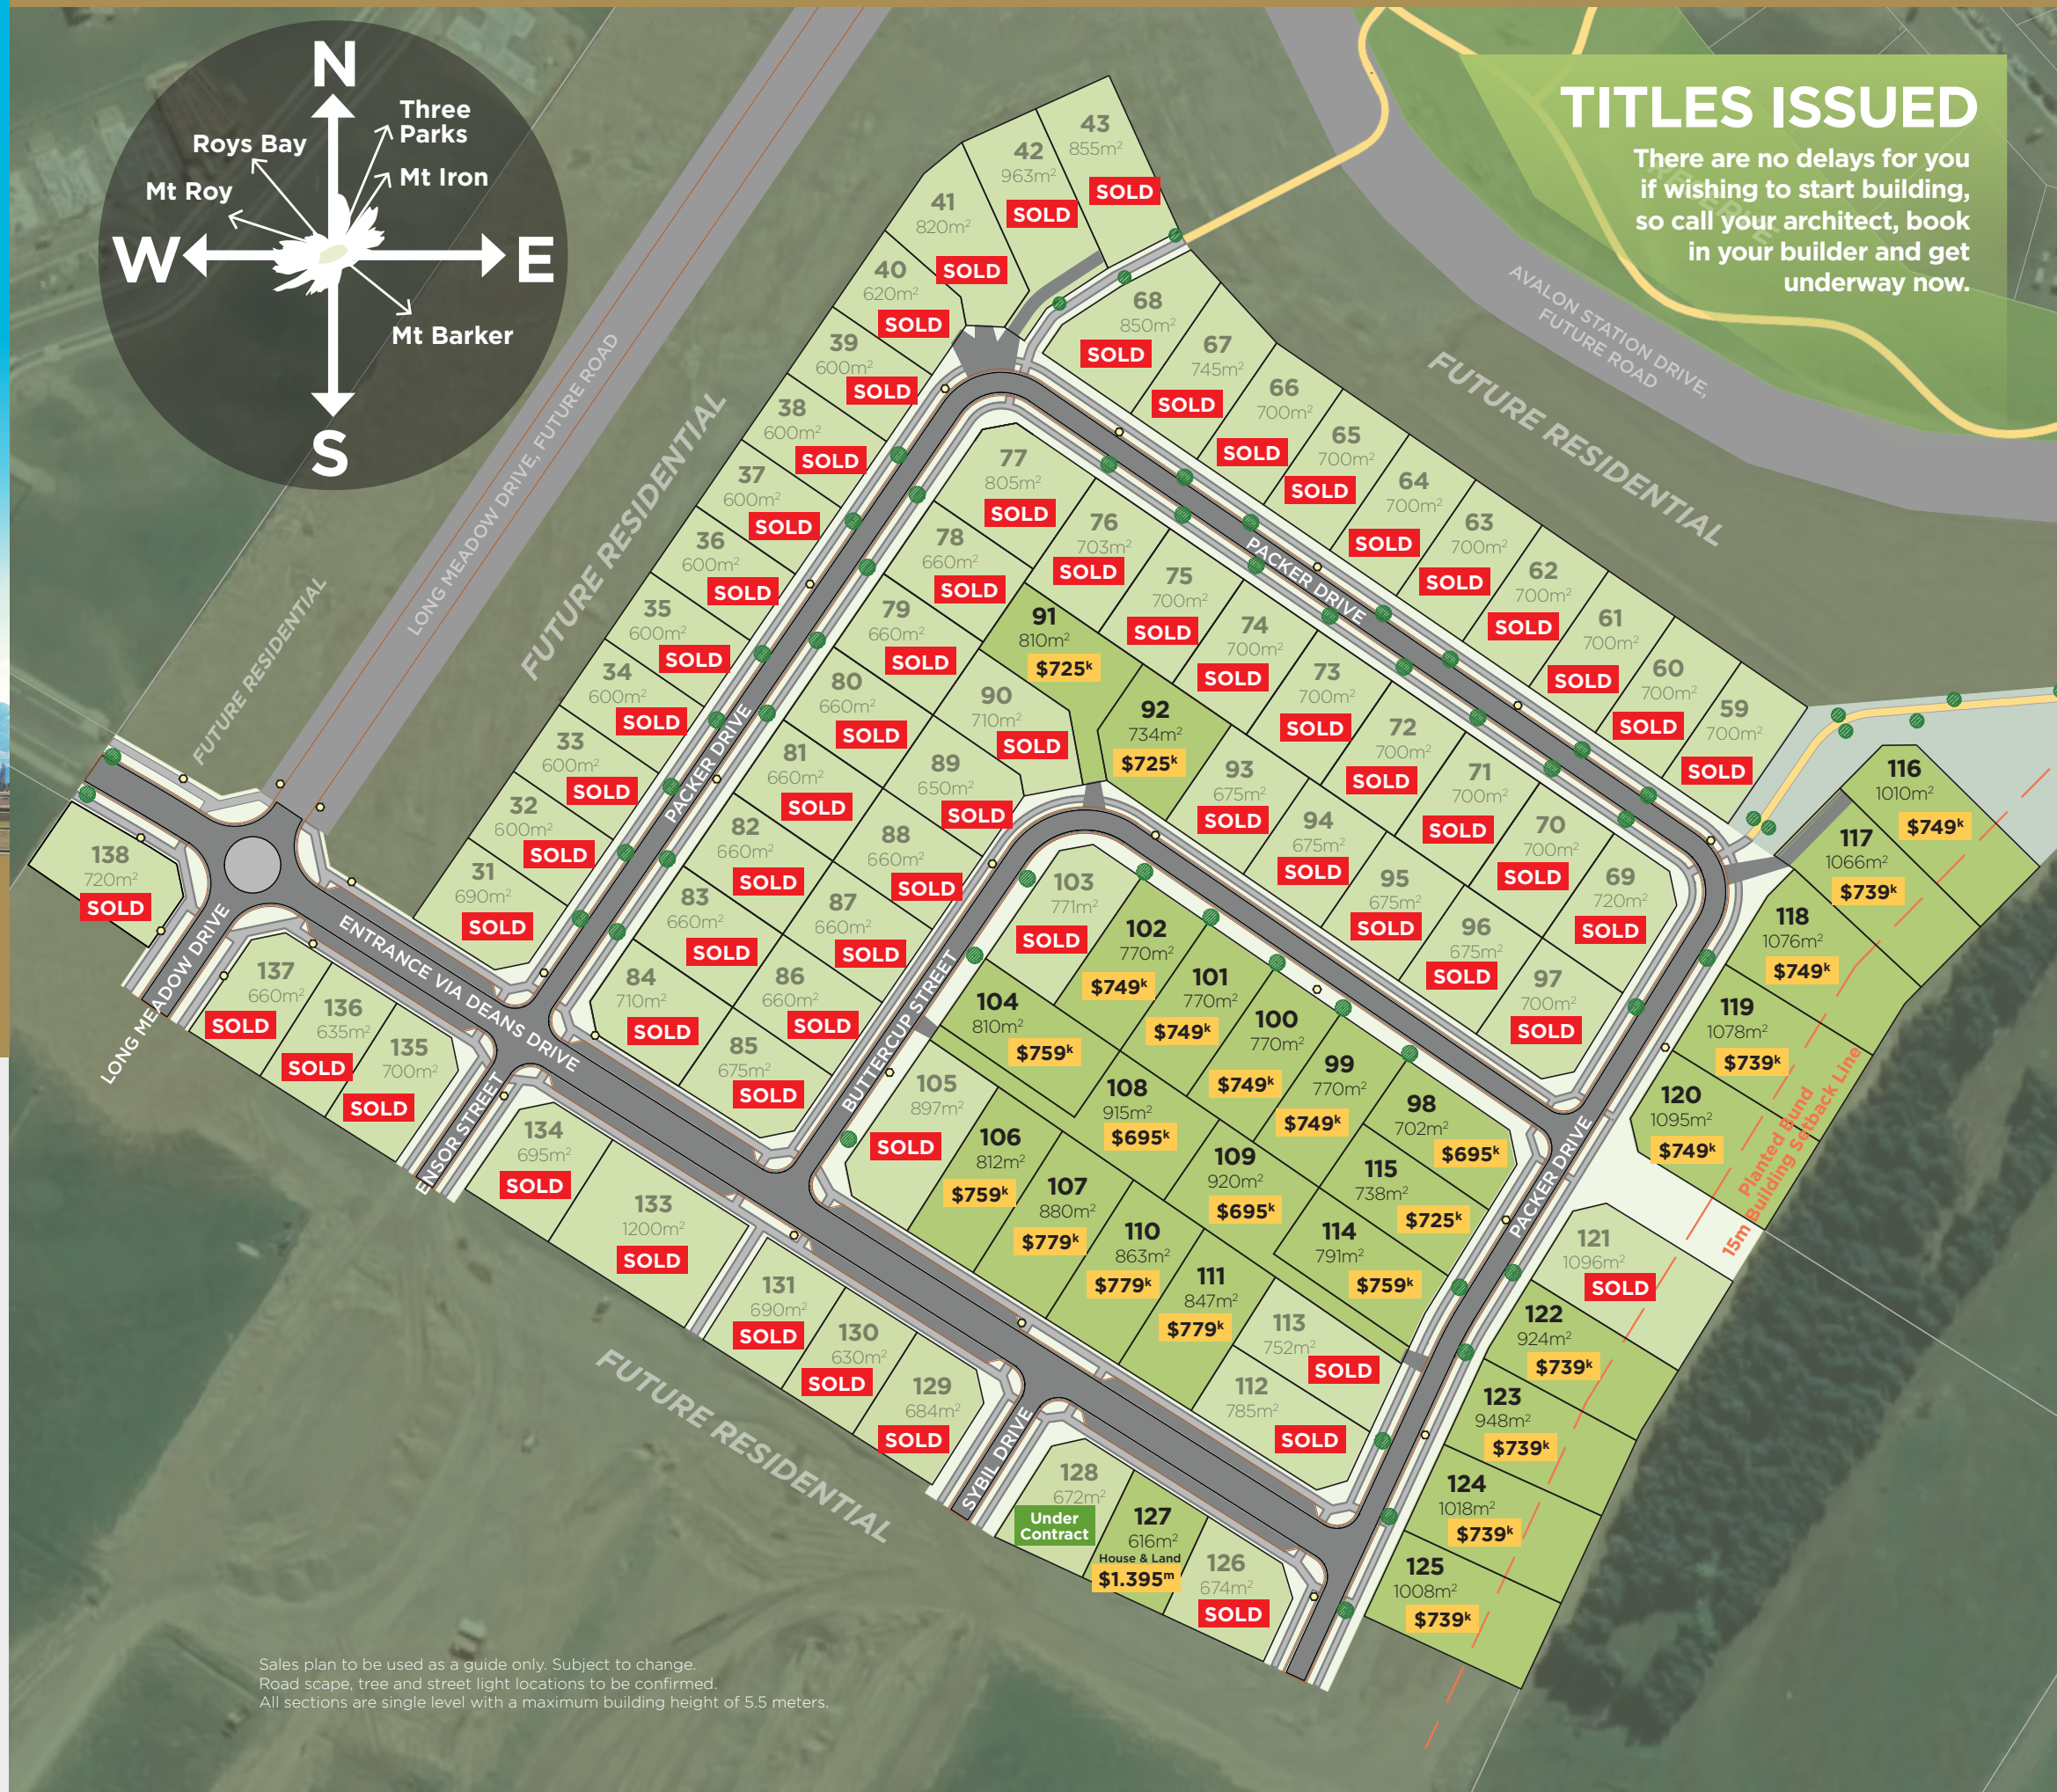 N
Three
Parks
Roys Bay
Mt Iron
Mt Roy
W
E
Mt Barker
S
TITLES ISSUED
There are no delays for you
if wishing to start building,
so call your architect, book
in your builder and get
underway now.
RESERVE
AVALON STATION DRIVE,
FUTURE ROAD
FUTURE RESIDENTIAL
LONG MEADOW DRIVE, FUTURE ROAD
FUTURE RESIDENTIAL
FUTURE RESIDENTIAL
43
855m²
SOLD
42
963m²
SOLD
41
820m²
SOLD
40
620m²
SOLD
39
600m²
SOLD
38
600m²
SOLD
37
600m²
SOLD
36
600m²
SOLD
35
600m²
SOLD
34
600m²
SOLD
33
600m²
SOLD
32
600m²
SOLD
31
690m²
SOLD
68
850m²
SOLD
67
745m²
SOLD
66
700m²
SOLD
65
700m²
SOLD
64
700m²
SOLD
63
700m²
SOLD
62
700m²
SOLD
61
700m²
SOLD
60
700m²
SOLD
59
700m²
SOLD
PACKER DRIVE
PACKER DRIVE
77
805m²
SOLD
76
703m²
SOLD
75
700m²
SOLD
74
700m²
SOLD
73
700m²
SOLD
72
700m²
SOLD
71
700m²
SOLD
70
700m²
SOLD
69
720m²
SOLD
78
660m²
SOLD
79
660m²
SOLD
80
660m²
SOLD
81
660m²
SOLD
82
660m²
SOLD
83
660m²
SOLD
84
710m²
SOLD
85
675m²
SOLD
86
660m²
SOLD
87
660m²
SOLD
88
660m²
SOLD
89
650m²
SOLD
90
710m²
SOLD
91
810m²
$725ᵏ
92
734m²
$725ᵏ
93
675m²
SOLD
94
675m²
SOLD
95
675m²
SOLD
96
675m²
SOLD
97
700m²
SOLD
BUTTERCUP STREET
103
771m²
SOLD
102
770m²
$749ᵏ
101
770m²
$749ᵏ
100
770m²
$749ᵏ
99
770m²
$749ᵏ
98
702m²
$695ᵏ
104
810m²
$759ᵏ
105
897m²
SOLD
106
812m²
$759ᵏ
107
880m²
$779ᵏ
108
915m²
$695ᵏ
109
920m²
$695ᵏ
110
863m²
$779ᵏ
111
847m²
$779ᵏ
112
785m²
SOLD
113
752m²
SOLD
114
791m²
$759ᵏ
115
738m²
$725ᵏ
PACKER DRIVE
116
1010m²
$749ᵏ
117
1066m²
$739ᵏ
118
1076m²
$749ᵏ
119
1078m²
$739ᵏ
120
1095m²
$749ᵏ
Planted Bund
15m Building Setback Line
121
1096m²
SOLD
122
924m²
$739ᵏ
123
948m²
$739ᵏ
124
1018m²
$739ᵏ
125
1008m²
$739ᵏ
138
720m²
SOLD
LONG MEADOW DRIVE
ENTRANCE VIA DEANS DRIVE
137
660m²
SOLD
136
635m²
SOLD
135
700m²
SOLD
ENSOR STREET
134
695m²
SOLD
133
1200m²
SOLD
131
690m²
SOLD
130
630m²
SOLD
129
684m²
SOLD
SYBIL DRIVE
128
672m²
Under
Contract
127
616m²
House & Land
$1.395ᵐ
126
674m²
SOLD
FUTURE RESIDENTIAL
Sales plan to be used as a guide only. Subject to change.
Road scape, tree and street light locations to be confirmed.
All sections are single level with a maximum building height of 5.5 meters.